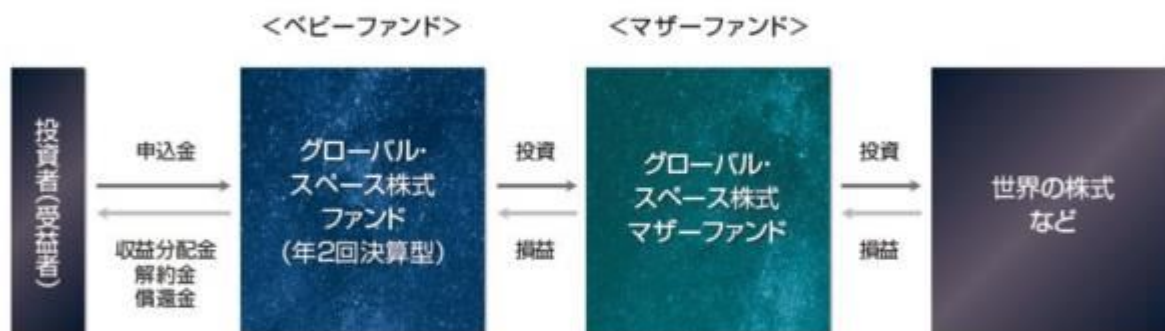 <ベビーファンド>
<マザーファンド>
投資者(受益者)
申込金
収益分配金
解約金
償還金
グローバル・
スペース株式
ファンド
(年2回決算型)
投資
損益
グローバル・
スペース株式
マザーファンド
投資
損益
世界の株式
など